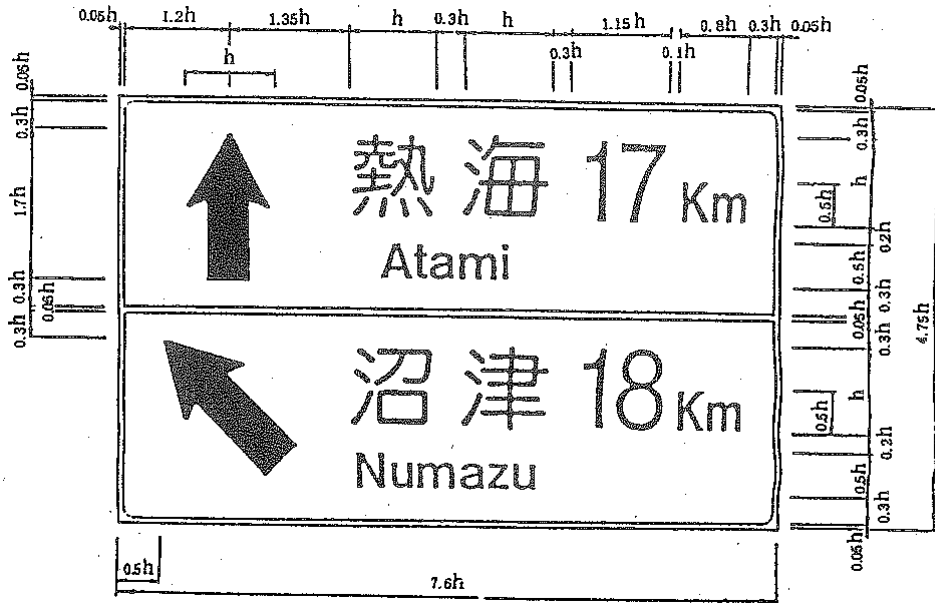 0.05h 1.2h 1.35h h 0.3h h 1.15h 0.8h 0.3h 0.05h
h 0.3h 0.1h
0.05h 0.3h 1.7h 0.3h 0.05h 0.3h
熱海 17 Km
Atami
沼津 18 Km
Numazu
0.05h 0.3h h 0.5h 0.2h 0.5h 0.3h 0.05h 0.3h h 0.5h 0.2h 0.5h 0.3h 0.05h
4.75h
0.5h
7.6h